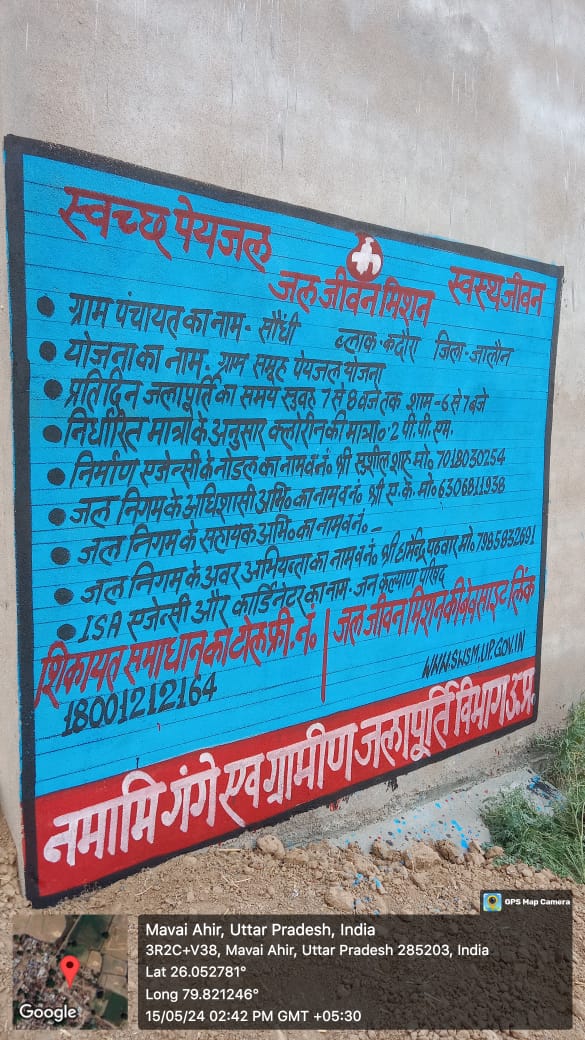 स्वच्छ पेयजल
जल जीवन मिशन
स्वस्थ जीवन
• ग्राम पंचायत का नाम - सौंधी ब्लाक - कदौरा जिला - जालौन
• योजना का नाम - ग्राम समूह पेयजल योजना
• प्रतिदिन जलापूर्ति का समय सुवह 7 से 8 वजे तक शाम - 6 से 7 बजे
• निर्धारित मात्रा के अनुसार क्लोरीन की मात्रा॰ 2 पी. पी. एम.
• निर्माण एजेन्सी के नोडल का नाम व नं. श्री सुशील शाह मो॰ 7018030254
• जल निगम के अधिशासी अभि॰ का नाम व नं. श्री ए. के. मो॰ 6306811938
• जल निगम के सहायक अभि॰ का नाम व नं. -
• जल निगम के अवर अभियन्ता का नाम व नं. श्री धर्मेन्द्र मो॰ 7985832691
• ISA एजेन्सी और कार्डिनेटर का नाम - जन कल्याण परिषद
शिकायत समाधान का टोल फ्री. नं॰
18001212164
जल जीवन मिशन की बेबसाइट लिंक
WWW.SWSM.UP.GOV.IN
नमामि गंगे एव ग्रामीण जलापूर्ति विभाग उ.प्र.
GPS Map Camera
Mavai Ahir, Uttar Pradesh, India
3R2C+V38, Mavai Ahir, Uttar Pradesh 285203, India
Lat 26.052781°
Long 79.821246°
15/05/24 02:42 PM GMT +05:30
Google